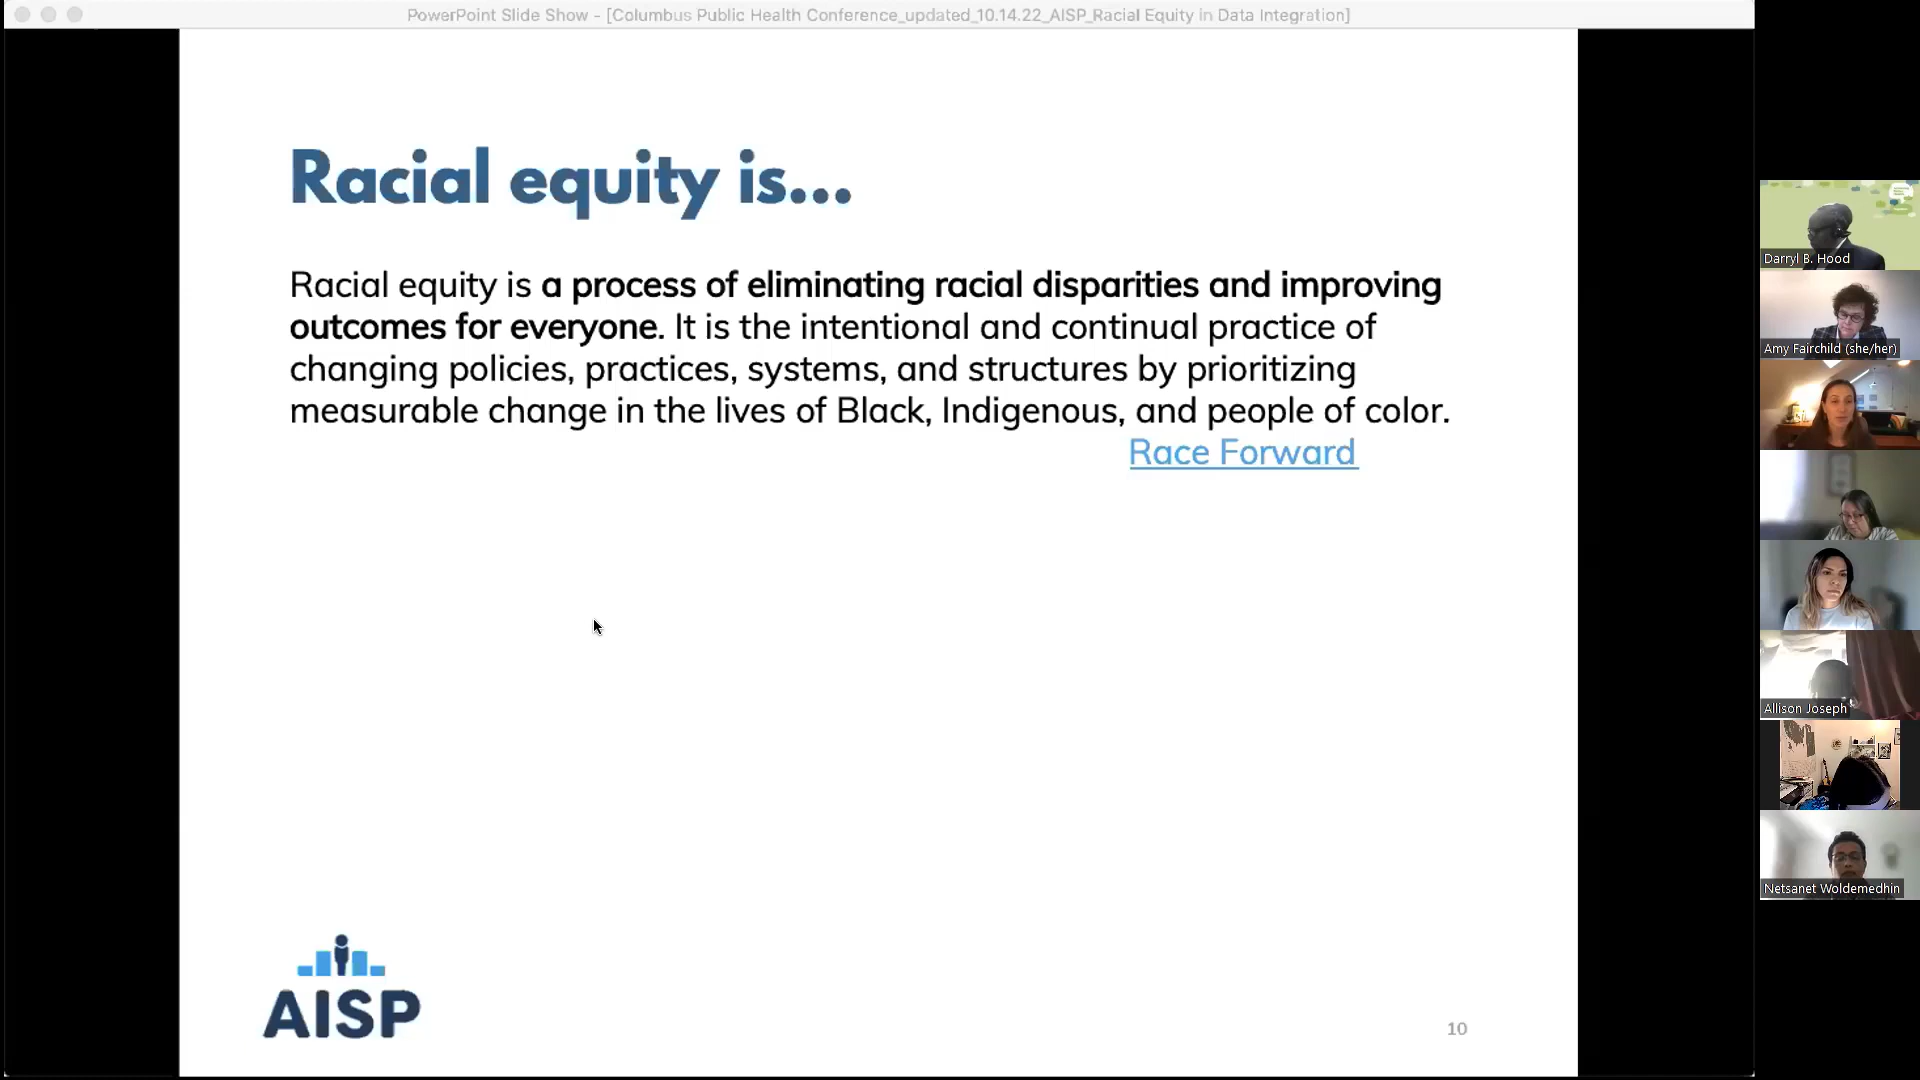 PowerPoint Slide Show - [Columbus Public Health Conference_updated_10.14.22_AISP_Racial Equity in Data Integration]
Racial equity is...
Racial equity is a process of eliminating racial disparities and improving
outcomes for everyone. It is the intentional and continual practice of
changing policies, practices, systems, and structures by prioritizing
measurable change in the lives of Black, Indigenous, and people of color.
Race Forward
AISP
10
Darryl B. Hood
Amy Fairchild (she/her)
Allison Joseph
Netsanet Woldemedhin